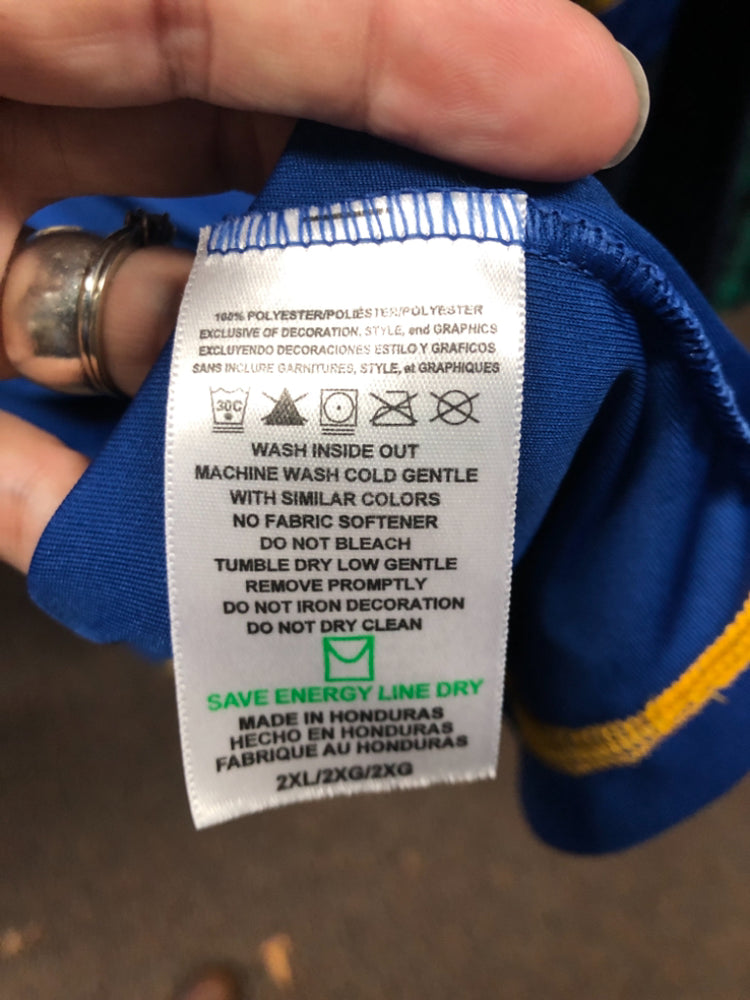 100% POLYESTER/POLIÉSTER/POLYESTER
EXCLUSIVE OF DECORATION, STYLE, and GRAPHICS
EXCLUYENDO DECORACIONES ESTILO Y GRAFICOS
SANS INCLURE GARNITURES, STYLE, et GRAPHIQUES
30C
WASH INSIDE OUT
MACHINE WASH COLD GENTLE
WITH SIMILAR COLORS
NO FABRIC SOFTENER
DO NOT BLEACH
TUMBLE DRY LOW GENTLE
REMOVE PROMPTLY
DO NOT IRON DECORATION
DO NOT DRY CLEAN
SAVE ENERGY LINE DRY
MADE IN HONDURAS
HECHO EN HONDURAS
FABRIQUE AU HONDURAS
2XL/2XG/2XG